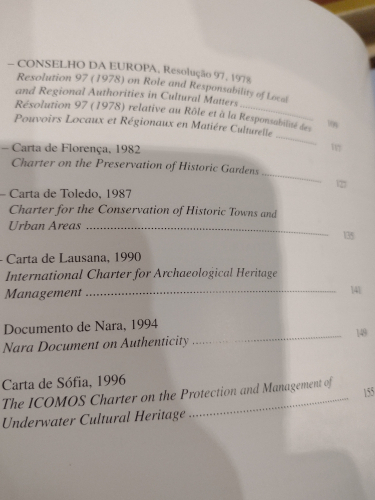 – CONSELHO DA EUROPA, Resolução 97, 1978
Resolution 97 (1978) on Role and Responsability of Local
and Regional Authorities in Cultural Matters ..................
Résolution 97 (1978) relative au Rôle et à la Responsabilité des
Pouvoirs Locaux et Régionaux en Matiére Culturelle ............
– Carta de Florença, 1982
Charter on the Preservation of Historic Gardens ................. 127
– Carta de Toledo, 1987
Charter for the Conservation of Historic Towns and
Urban Areas ................................................ 135
- Carta de Lausana, 1990
International Charter for Archaeological Heritage
Management ................................................ 141
Documento de Nara, 1994
Nara Document on Authenticity ................................ 149
Carta de Sófia, 1996
The ICOMOS Charter on the Protection and Management of
Underwater Cultural Heritage ................................ 155